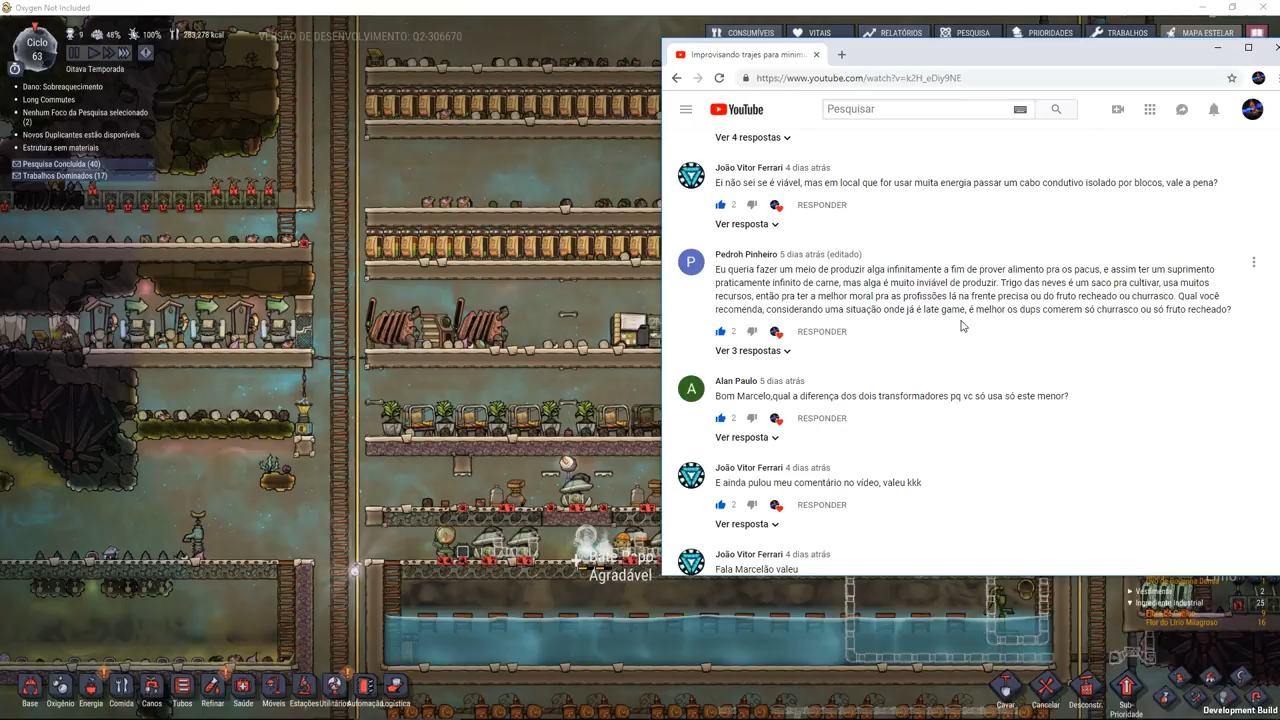 Oxygen Not Included
Ciclo
63
9
48%
100%
283,278 kcal
VERSÃO DE DESENVOLVIMENTO: Q2-306670
Oitava Temporada
CONSUMÍVEIS
VITAIS
RELATÓRIOS
PESQUISA
PRIORIDADES
TRABALHOS
MAPA ESTELAR
Dano: Sobreaquecimento
Long Commutes
Nenhum Foco da Pesquisa selecionado
(2)
Novos Duplicantes estão disponíveis
Estrutura sem materiais
Pesquisa Concluída (40)
Trabalhos Dominados (17)
Improvisando trajes para minimu
https://www.youtube.com/watch?v=k2H_eDiy9NE
YouTube
Pesquisar
Ver 4 respostas
João Vitor Ferrari 4 dias atrás
Ei não sei se é viável, mas em local que for usar muita energia passar um cabo condutivo isolado por blocos, vale a pena?
2 RESPONDER
Ver resposta
P
Pedroh Pinheiro 5 dias atrás (editado)
Eu queria fazer um meio de produzir alga infinitamente a fim de prover alimento pra os pacus, e assim ter um suprimento
praticamente infinito de carne, mas alga é muito inviável de produzir. Trigo das neves é um saco pra cultivar, usa muitos
recursos, então pra ter a melhor moral pra as profissões lá na frente precisa ou do fruto recheado ou churrasco. Qual você
recomenda, considerando uma situação onde já é late game, é melhor os dups comerem só churrasco ou só fruto recheado?
2 RESPONDER
Ver 3 respostas
A
Alan Paulo 5 dias atrás
Bom Marcelo,qual a diferença dos dois transformadores pq vc só usa só este menor?
2 RESPONDER
Ver resposta
João Vitor Ferrari 4 dias atrás
E ainda pulou meu comentário no vídeo, valeu kkk
2 RESPONDER
Ver resposta
João Vitor Ferrari 4 dias atrás
Fala Marcelão valeu
Bate Papo
Agradável
Vestimenta 2
Ingrediente Industrial 25
9
Flor do Lírio Milagroso 16
Base
Oxigênio
Energia
Comida
Canos
Tubos
Refinar
Saúde
Móveis
Estações
Utilitários
Automação
Logística
Cavar
Cancelar
Desconstr.
Sub-
Prioridade
Development Build